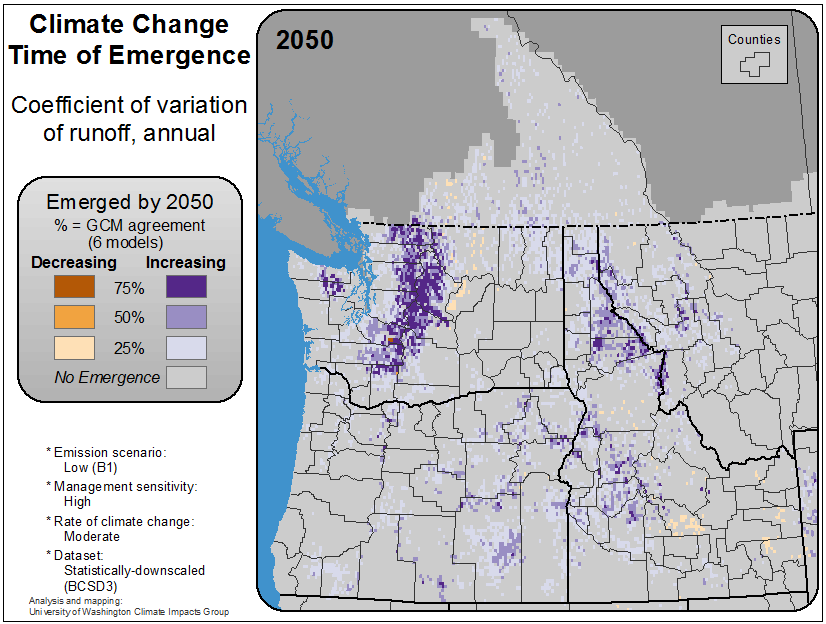 Climate Change
Time of Emergence
Coefficient of variation
of runoff, annual
2050
Counties
Emerged by 2050
% = GCM agreement
(6 models)
Decreasing Increasing
75%
50%
25%
No Emergence
* Emission scenario:
Low (B1)
* Management sensitivity:
High
* Rate of climate change:
Moderate
* Dataset:
Statistically-downscaled
(BCSD3)
Analysis and mapping:
University of Washington Climate Impacts Group